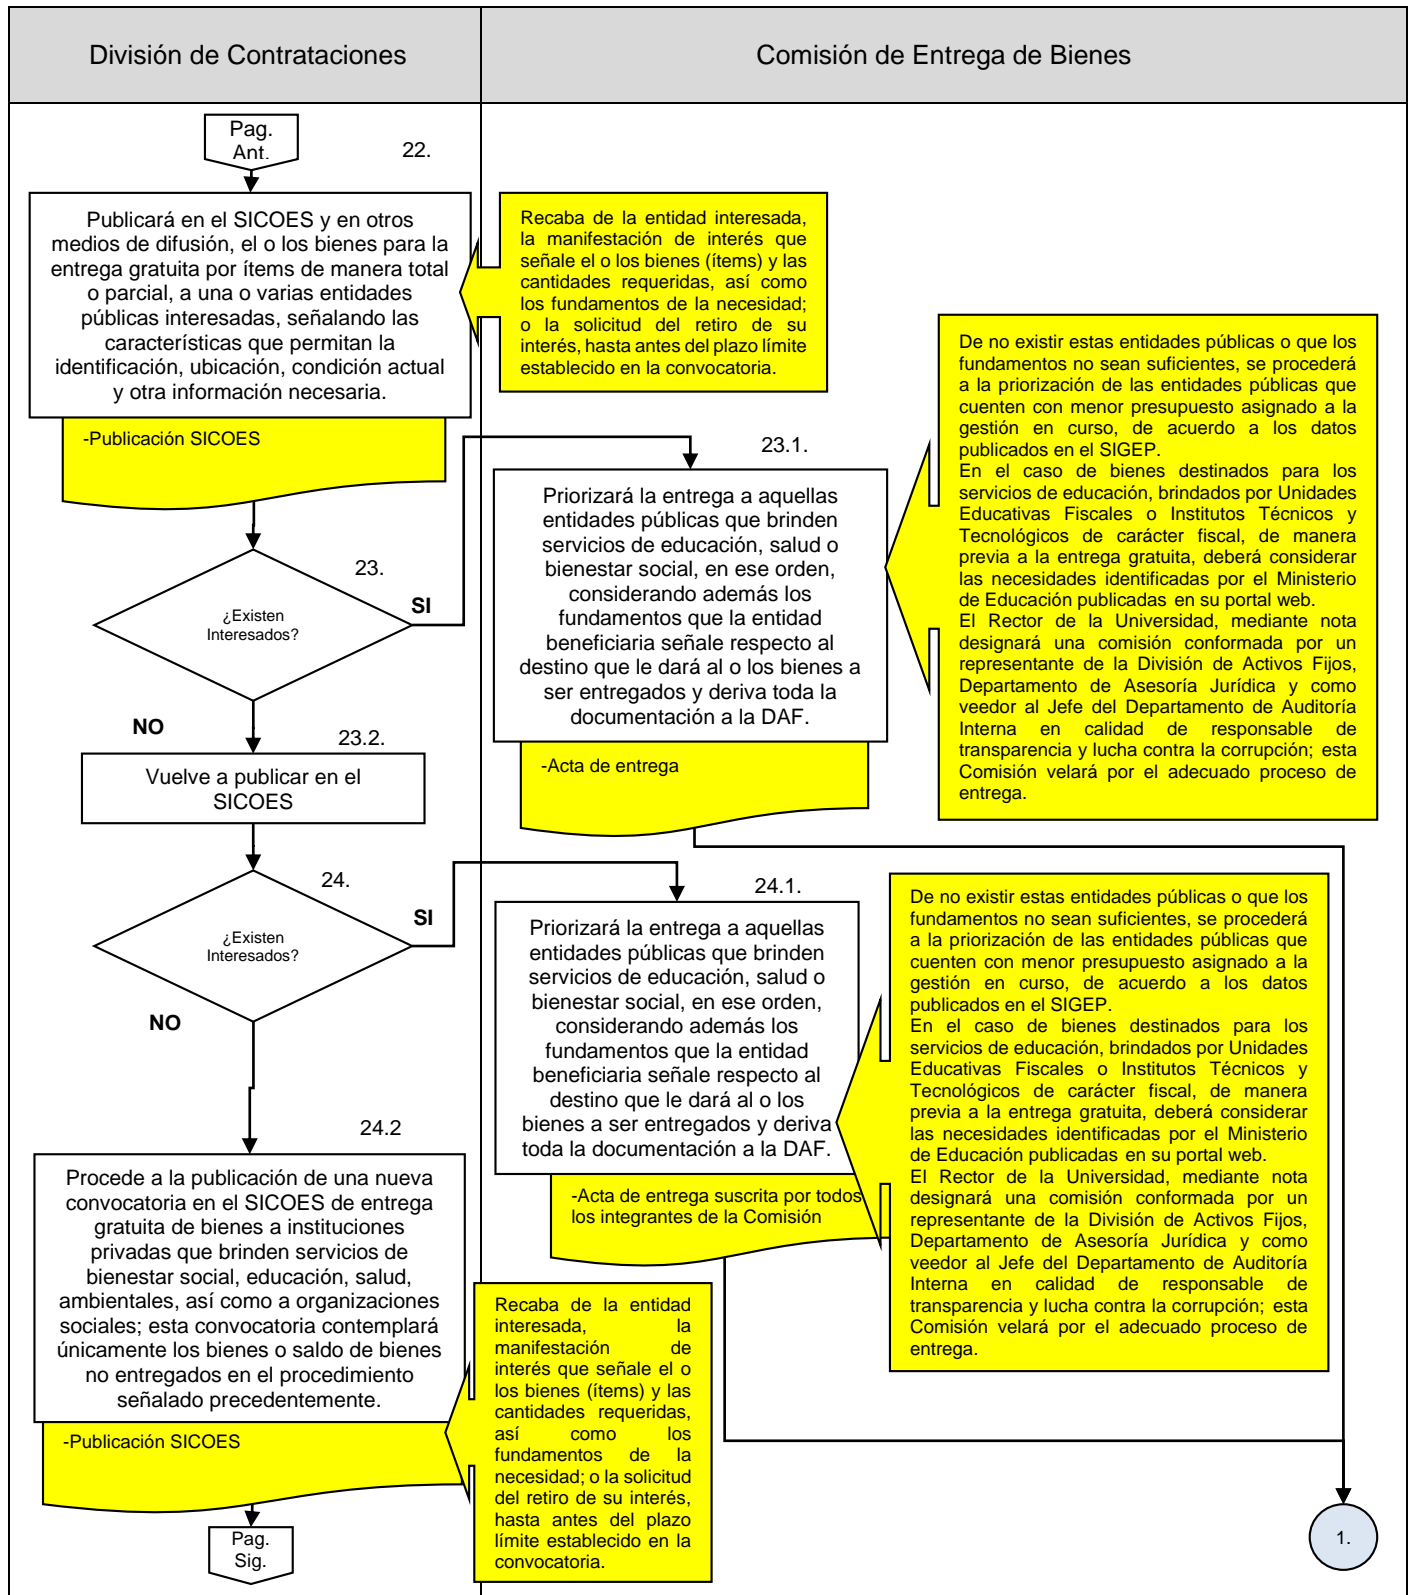 División de Contrataciones
Comisión de Entrega de Bienes
Pag.
Ant.
22.
Publicará en el SICOES y en otros
medios de difusión, el o los bienes para la
entrega gratuita por ítems de manera total
o parcial, a una o varias entidades
públicas interesadas, señalando las
características que permitan la
identificación, ubicación, condición actual
y otra información necesaria.
-Publicación SICOES
Recaba de la entidad interesada,
la manifestación de interés que
señale el o los bienes (ítems) y las
cantidades requeridas, así como
los fundamentos de la necesidad;
o la solicitud del retiro de su
interés, hasta antes del plazo límite
establecido en la convocatoria.
23.
¿Existen
Interesados?
SI
NO
23.1.
Priorizará la entrega a aquellas
entidades públicas que brinden
servicios de educación, salud o
bienestar social, en ese orden,
considerando además los
fundamentos que la entidad
beneficiaria señale respecto al
destino que le dará al o los bienes a
ser entregados y deriva toda la
documentación a la DAF.
-Acta de entrega
De no existir estas entidades públicas o que los
fundamentos no sean suficientes, se procederá
a la priorización de las entidades públicas que
cuenten con menor presupuesto asignado a la
gestión en curso, de acuerdo a los datos
publicados en el SIGEP.
En el caso de bienes destinados para los
servicios de educación, brindados por Unidades
Educativas Fiscales o Institutos Técnicos y
Tecnológicos de carácter fiscal, de manera
previa a la entrega gratuita, deberá considerar
las necesidades identificadas por el Ministerio
de Educación publicadas en su portal web.
El Rector de la Universidad, mediante nota
designará una comisión conformada por un
representante de la División de Activos Fijos,
Departamento de Asesoría Jurídica y como
veedor al Jefe del Departamento de Auditoría
Interna en calidad de responsable de
transparencia y lucha contra la corrupción; esta
Comisión velará por el adecuado proceso de
entrega.
23.2.
Vuelve a publicar en el
SICOES
24.
¿Existen
Interesados?
SI
NO
24.1.
Priorizará la entrega a aquellas
entidades públicas que brinden
servicios de educación, salud o
bienestar social, en ese orden,
considerando además los
fundamentos que la entidad
beneficiaria señale respecto al
destino que le dará al o los
bienes a ser entregados y deriva
toda la documentación a la DAF.
-Acta de entrega suscrita por todos
los integrantes de la Comisión
De no existir estas entidades públicas o que los
fundamentos no sean suficientes, se procederá
a la priorización de las entidades públicas que
cuenten con menor presupuesto asignado a la
gestión en curso, de acuerdo a los datos
publicados en el SIGEP.
En el caso de bienes destinados para los
servicios de educación, brindados por Unidades
Educativas Fiscales o Institutos Técnicos y
Tecnológicos de carácter fiscal, de manera
previa a la entrega gratuita, deberá considerar
las necesidades identificadas por el Ministerio
de Educación publicadas en su portal web.
El Rector de la Universidad, mediante nota
designará una comisión conformada por un
representante de la División de Activos Fijos,
Departamento de Asesoría Jurídica y como
veedor al Jefe del Departamento de Auditoría
Interna en calidad de responsable de
transparencia y lucha contra la corrupción; esta
Comisión velará por el adecuado proceso de
entrega.
24.2
Procede a la publicación de una nueva
convocatoria en el SICOES de entrega
gratuita de bienes a instituciones
privadas que brinden servicios de
bienestar social, educación, salud,
ambientales, así como a organizaciones
sociales; esta convocatoria contemplará
únicamente los bienes o saldo de bienes
no entregados en el procedimiento
señalado precedentemente.
-Publicación SICOES
Recaba de la entidad
interesada, la
manifestación de
interés que señale el o
los bienes (ítems) y las
cantidades requeridas,
así como los
fundamentos de la
necesidad; o la solicitud
del retiro de su interés,
hasta antes del plazo
límite establecido en la
convocatoria.
Pag.
Sig.
1.